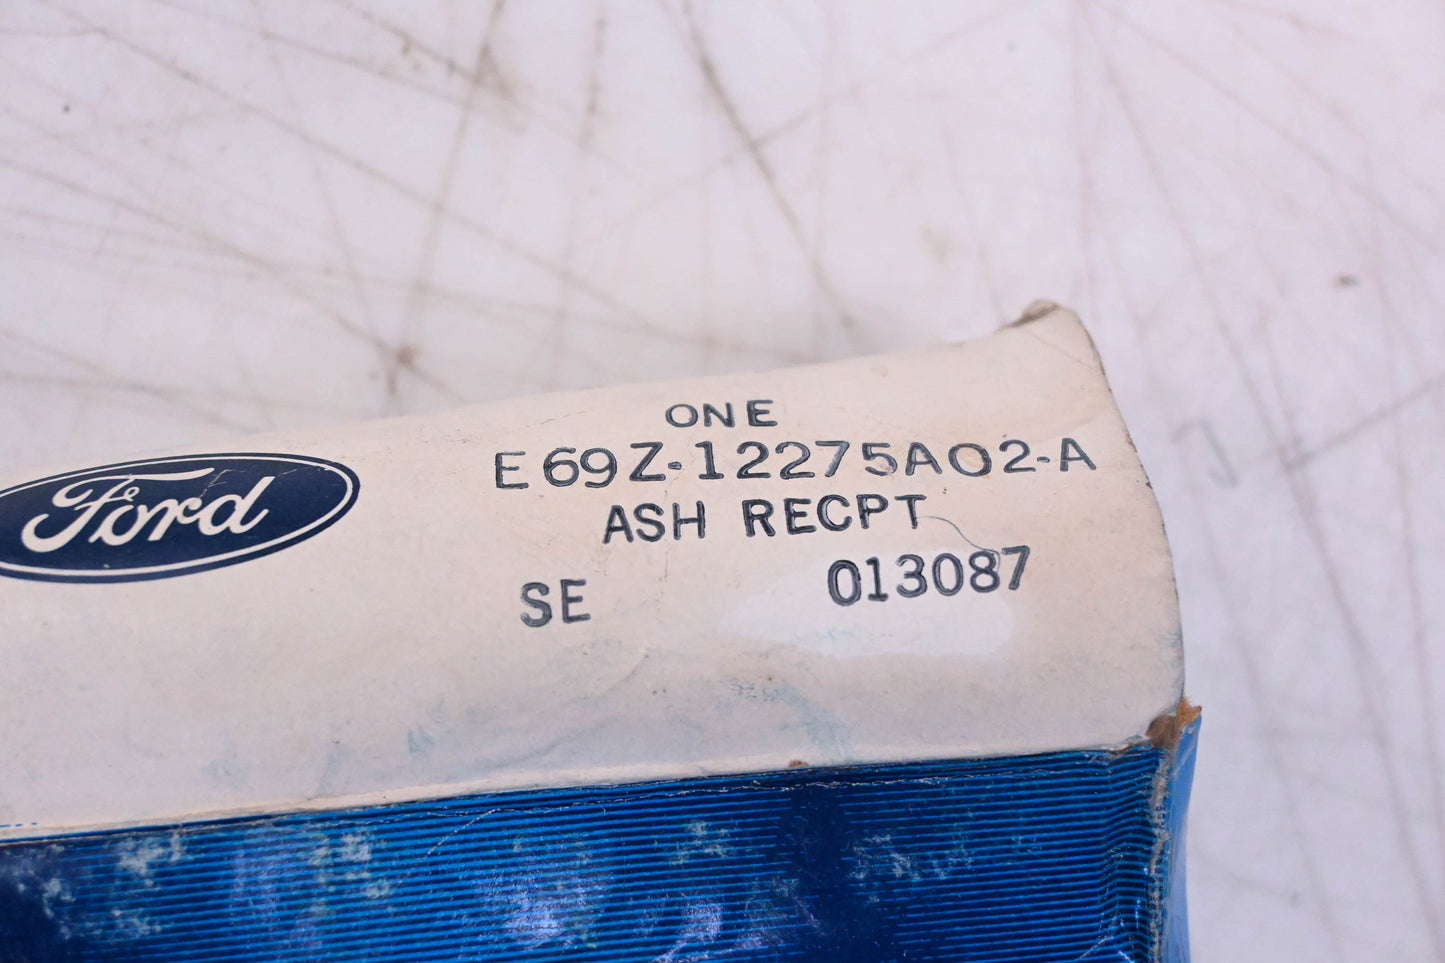 Ford
ONE
E69Z-12275A02-A
ASH RECPT
SE 013087